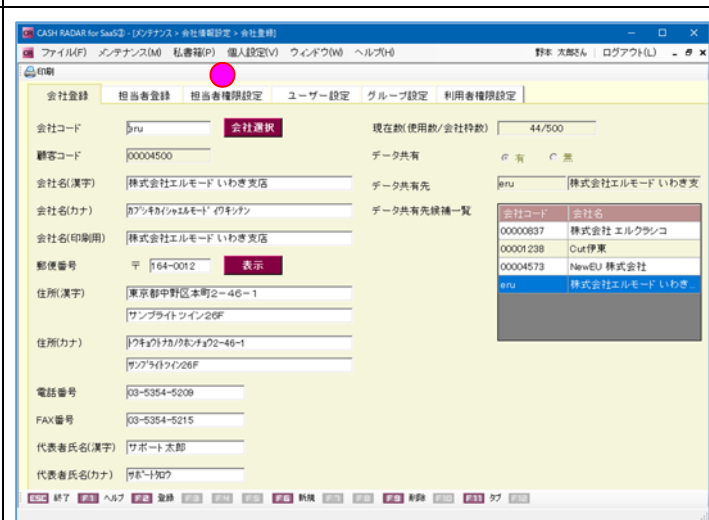 CASH RADAR for SaaS② - [メンテナンス > 会社情報設定 > 会社登録]
ファイル(F) メンテナンス(M) 私書箱(P) 個人設定(V) ウィンドウ(W) ヘルプ(H) 野本 太郎さん ログアウト(L)
印刷
会社登録 担当者登録 担当者権限設定 ユーザー設定 グループ設定 利用者権限設定
会社コード eru 会社選択 現在数(使用数/会社枠数) 44/500
顧客コード 00004500 データ共有 有 無
会社名(漢字) 株式会社エルモード いわき支店 データ共有先 eru 株式会社エルモード いわき支
会社名(カナ) カブシキカイシャエルモード イワキシテン データ共有先候補一覧 会社コード 会社名
00000837 株式会社 エルクラシコ
会社名(印刷用) 株式会社エルモード いわき支店 00001238 Cut伊東
郵便番号 〒 164-0012 表示 00004573 NewEU 株式会社
eru 株式会社エルモード いわき...
住所(漢字) 東京都中野区本町2-46-1
サンブライトツイン26F
住所(カナ) トウキョウトナカノクホンチョウ2-46-1
サンブライトツイン26F
電話番号 03-5354-5209
FAX番号 03-5354-5215
代表者氏名(漢字) サポート太郎
代表者氏名(カナ) サポートタロウ
ESC 終了 F1 ヘルプ F2 登録 F3 F4 F5 F6 新規 F7 F8 F9 削除 F10 F11 タブ F12